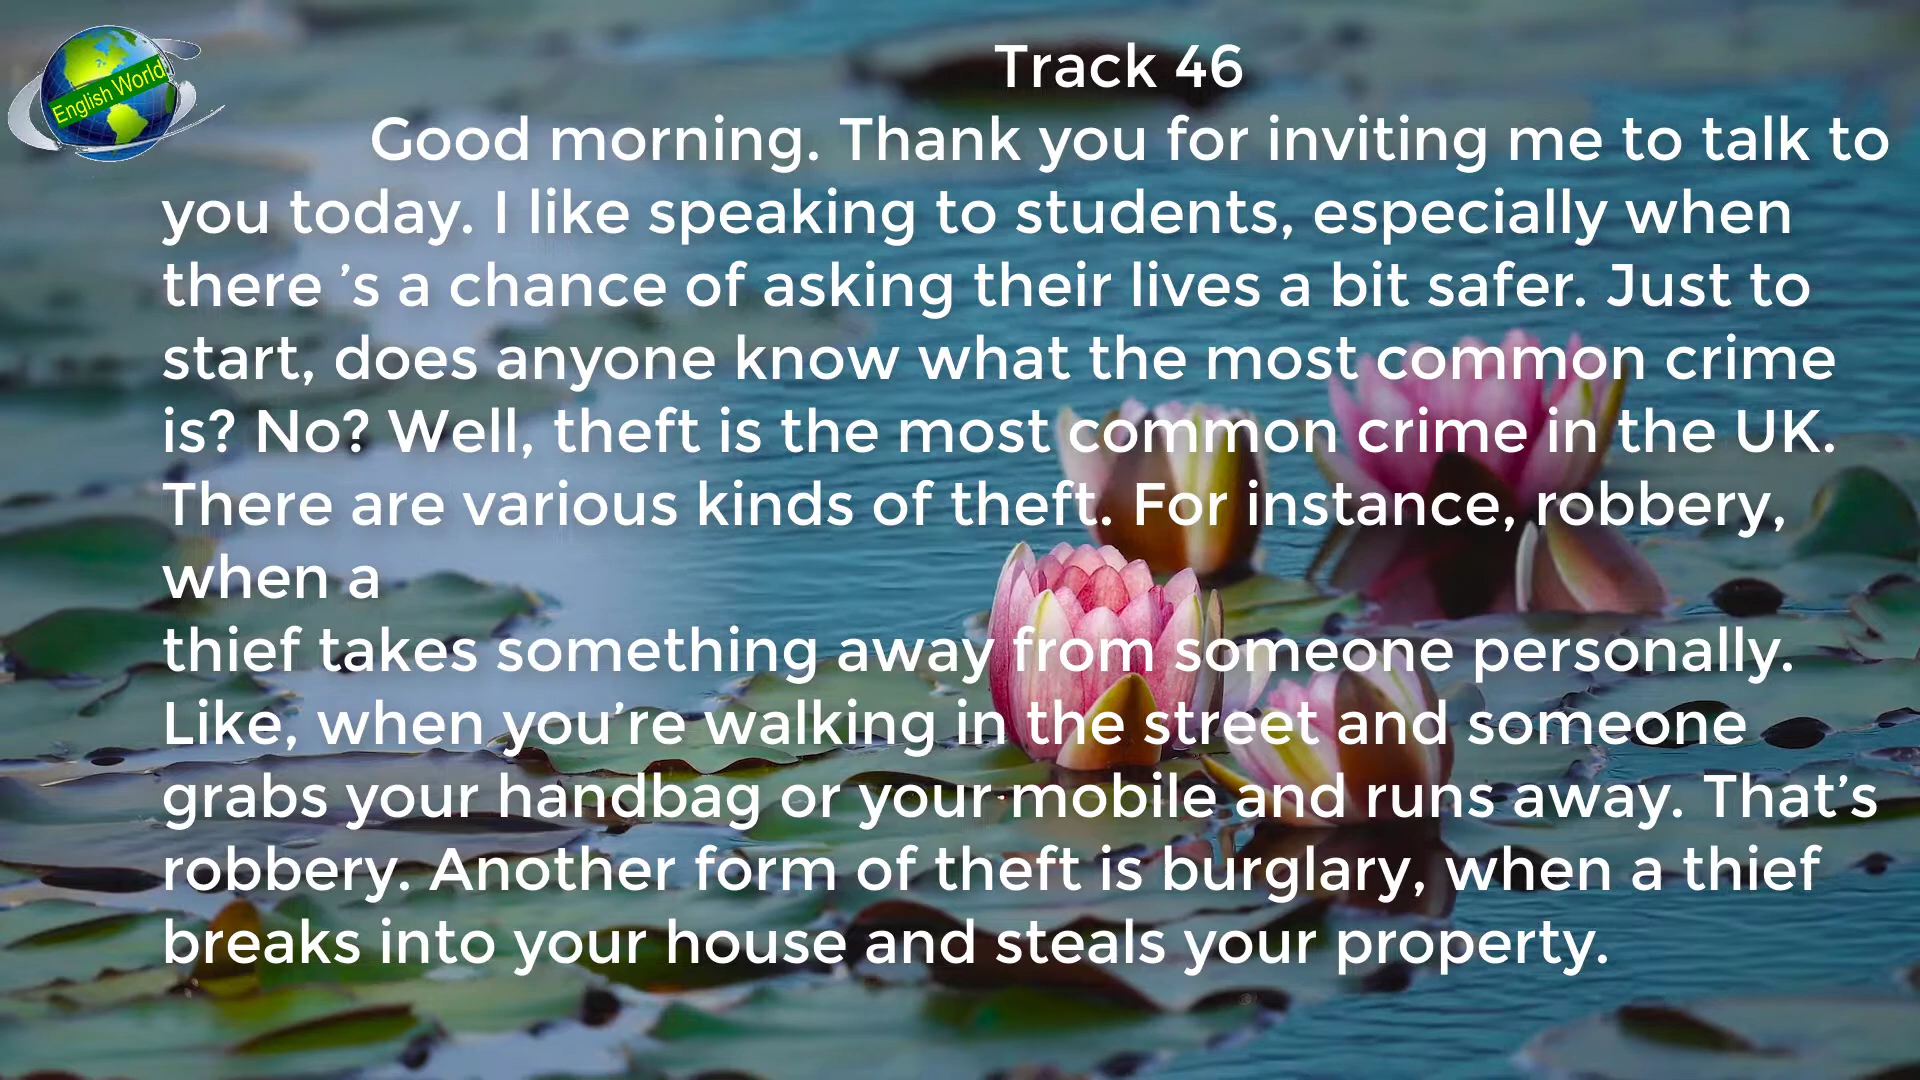 English World
Track 46
Good morning. Thank you for inviting me to talk to
you today. I like speaking to students, especially when
there ’s a chance of asking their lives a bit safer. Just to
start, does anyone know what the most common crime
is? No? Well, theft is the most common crime in the UK.
There are various kinds of theft. For instance, robbery,
when a
thief takes something away from someone personally.
Like, when you’re walking in the street and someone
grabs your handbag or your mobile and runs away. That’s
robbery. Another form of theft is burglary, when a thief
breaks into your house and steals your property.